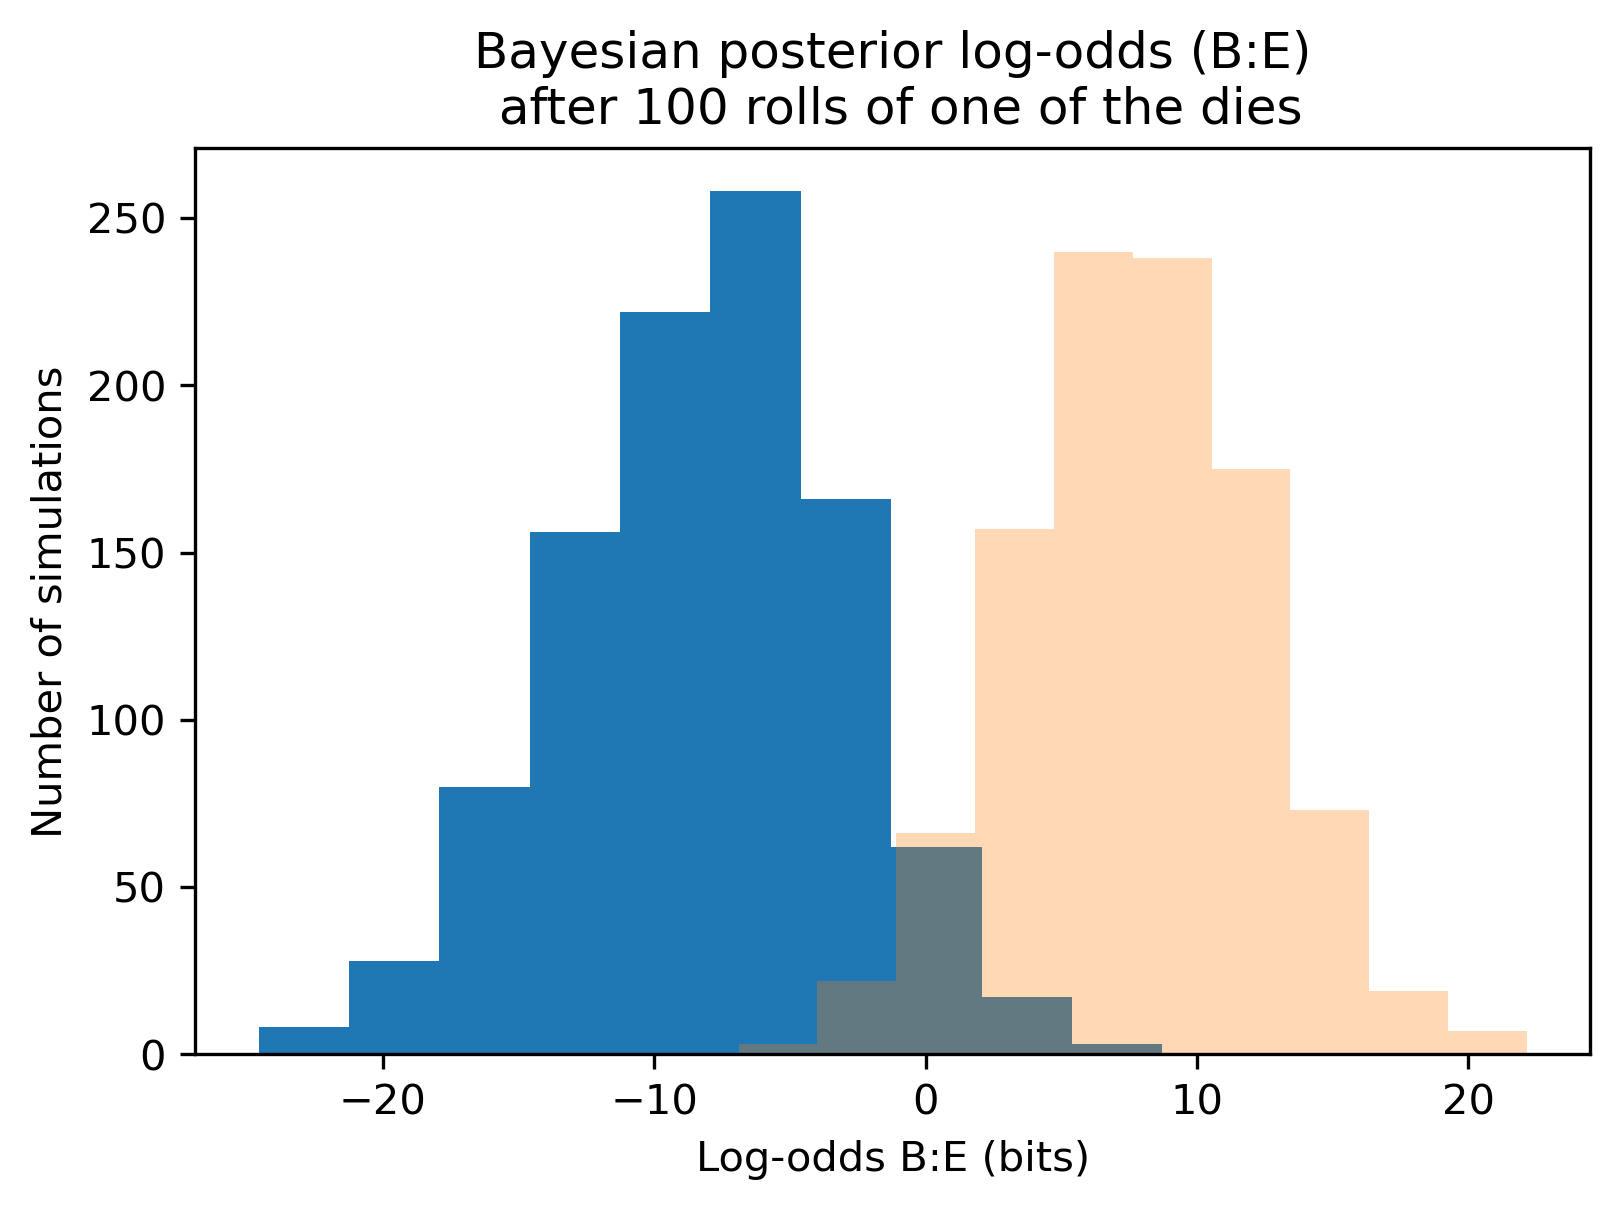 Bayesian posterior log-odds (B:E)
after 100 rolls of one of the dies
250
200
150
100
50
0
Number of simulations
−20
−10
0
10
20
Log-odds B:E (bits)